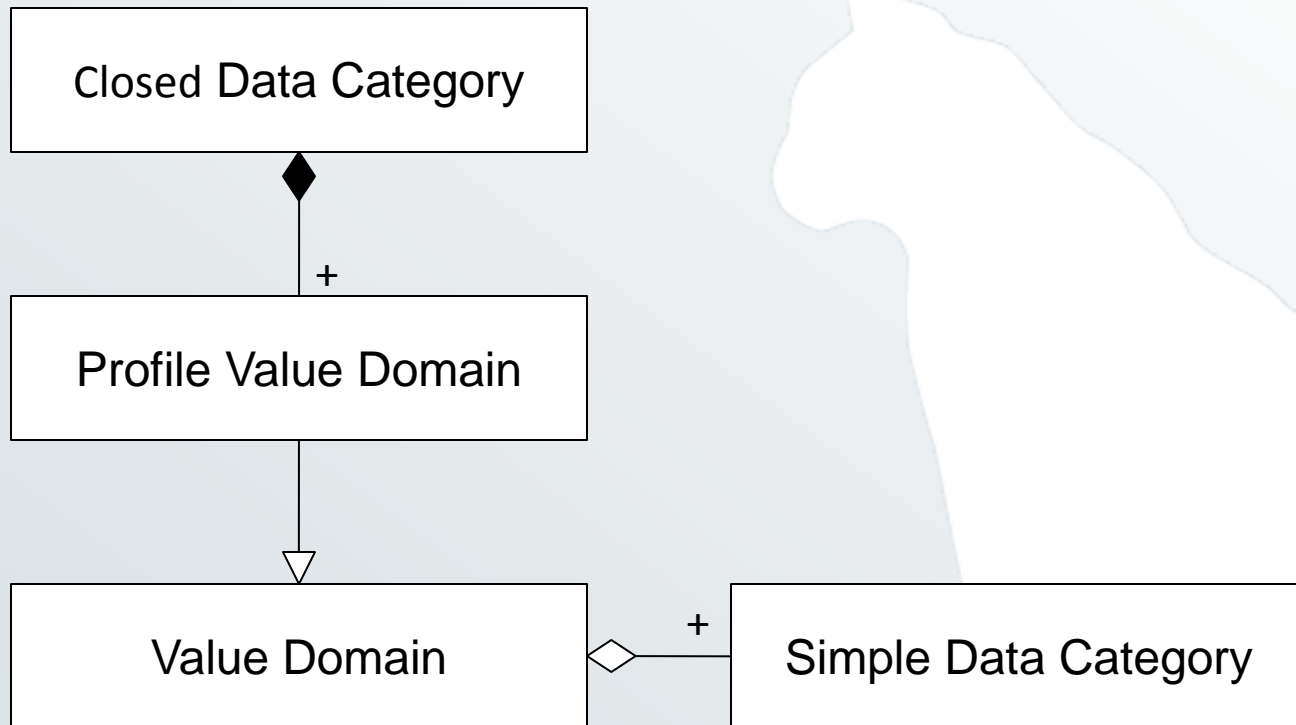 Closed Data Category
+
Profile Value Domain
+
Value Domain
Simple Data Category